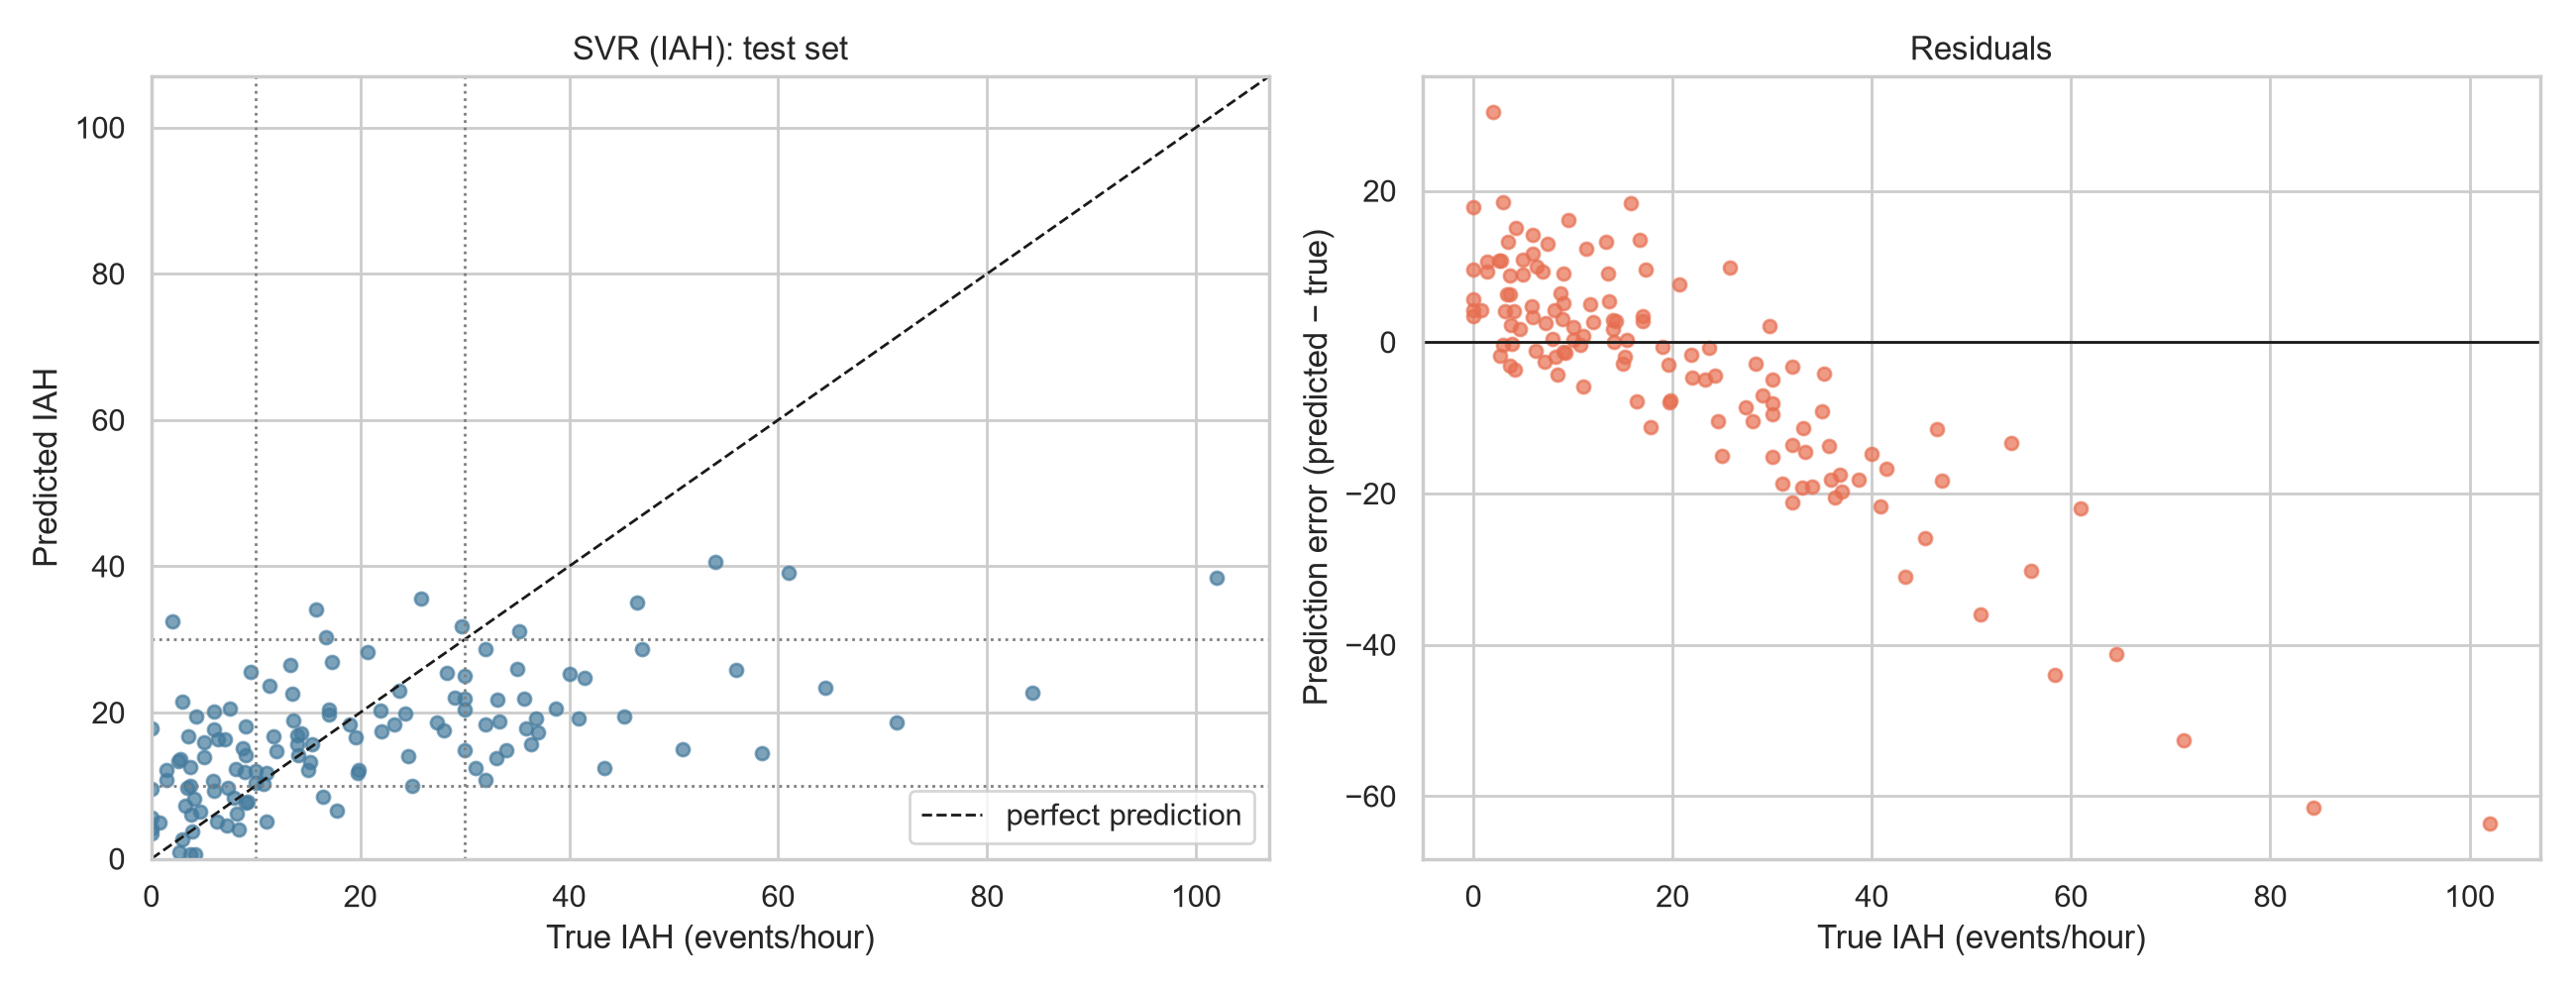 SVR (IAH): test set
Predicted IAH
100
80
60
40
20
0
perfect prediction
0 20 40 60 80 100
True IAH (events/hour)
Residuals
Prediction error (predicted − true)
20
0
−20
−40
−60
0 20 40 60 80 100
True IAH (events/hour)